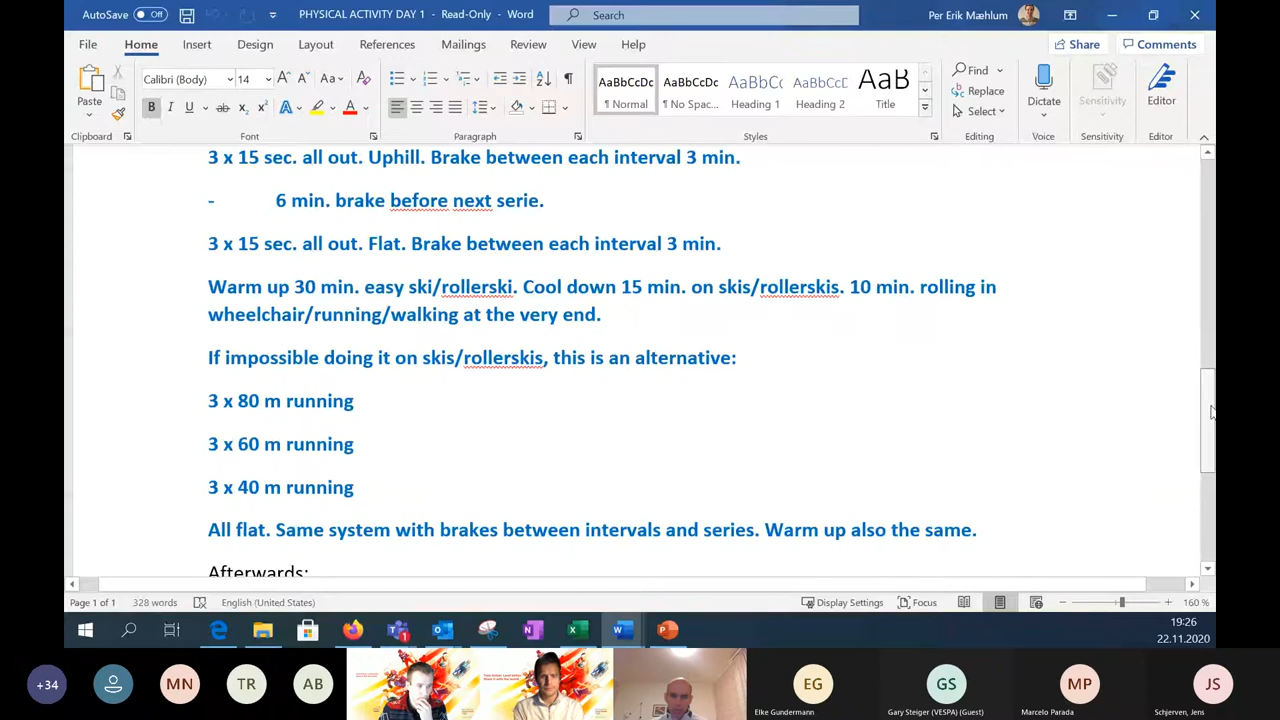 AutoSave Off PHYSICAL ACTIVITY DAY 1 - Read-Only - Word Search Per Erik Mæhlum
File Home Insert Design Layout References Mailings Review View Help Share Comments
Paste Calibri (Body) 14 Aa AaBbCcDc AaBbCcDc AaBbCc AaBbCcD AaB Find Dictate Sensitivity Editor
¶ Normal ¶ No Spac... Heading 1 Heading 2 Title Replace
Select
Clipboard Font Paragraph Styles Editing Voice Sensitivity Editor
3 x 15 sec. all out. Uphill. Brake between each interval 3 min.
- 6 min. brake before next serie.
3 x 15 sec. all out. Flat. Brake between each interval 3 min.
Warm up 30 min. easy ski/rollerski. Cool down 15 min. on skis/rollerskis. 10 min. rolling in
wheelchair/running/walking at the very end.
If impossible doing it on skis/rollerskis, this is an alternative:
3 x 80 m running
3 x 60 m running
3 x 40 m running
All flat. Same system with brakes between intervals and series. Warm up also the same.
Afterwards:
Page 1 of 1 328 words English (United States) Display Settings Focus 160 %
19:26
22.11.2020
+34 MN TR AB EG GS MP JS
Elke Gundermann Gary Steiger (VESPA) (Guest) Marcelo Parada Schjerven, Jens